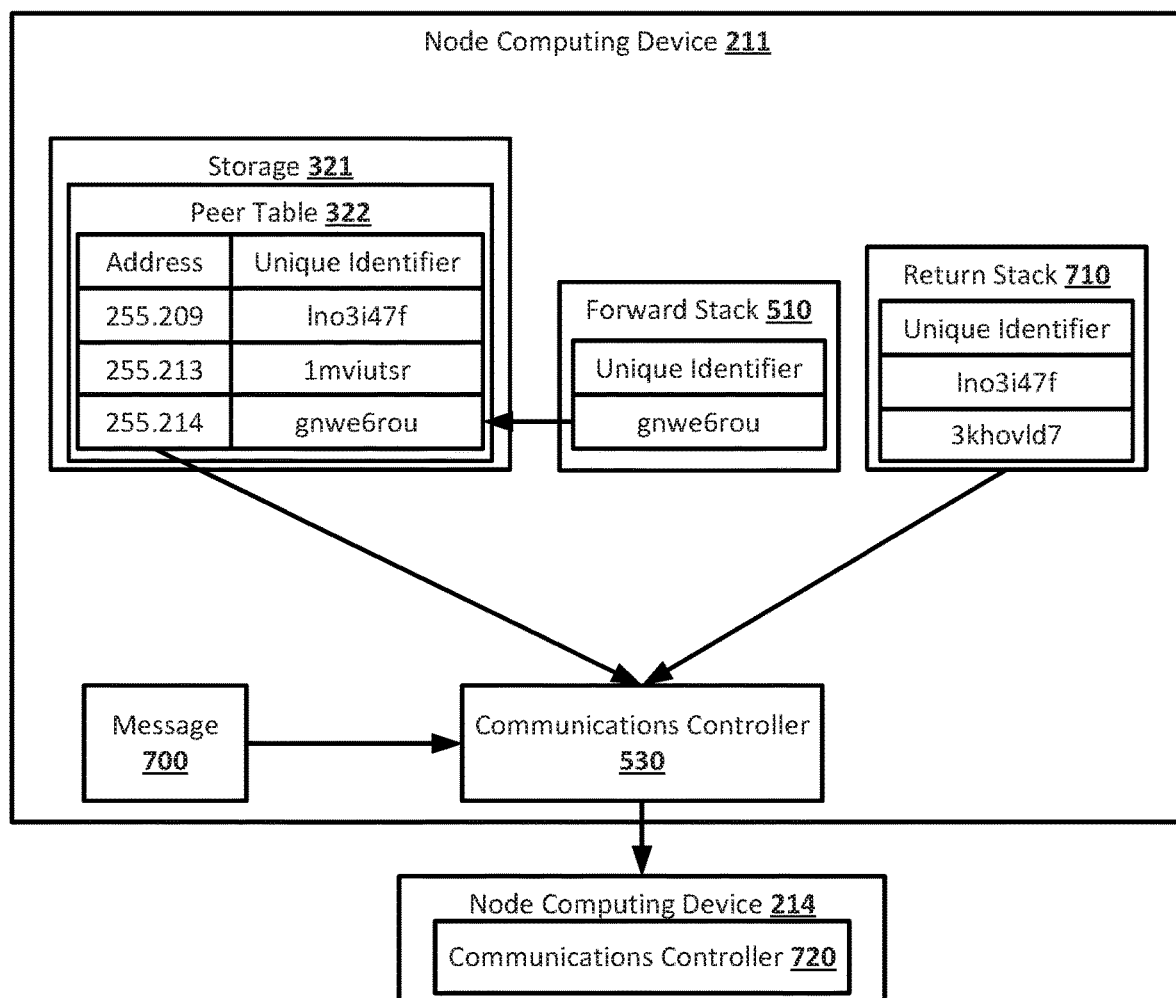 Node Computing Device 211
Storage 321
Peer Table 322
Address Unique Identifier
255.209 lno3i47f
255.213 1mviutsr
255.214 gnwe6rou
Forward Stack 510
Unique Identifier
gnwe6rou
Return Stack 710
Unique Identifier
lno3i47f
3khovld7
Message
700
Communications Controller
530
Node Computing Device 214
Communications Controller 720